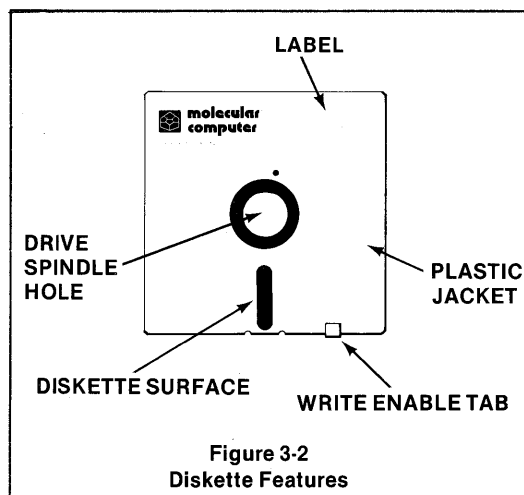 LABEL
molecular
computer
DRIVE
SPINDLE
HOLE
PLASTIC
JACKET
DISKETTE SURFACE
WRITE ENABLE TAB
Figure 3-2
Diskette Features